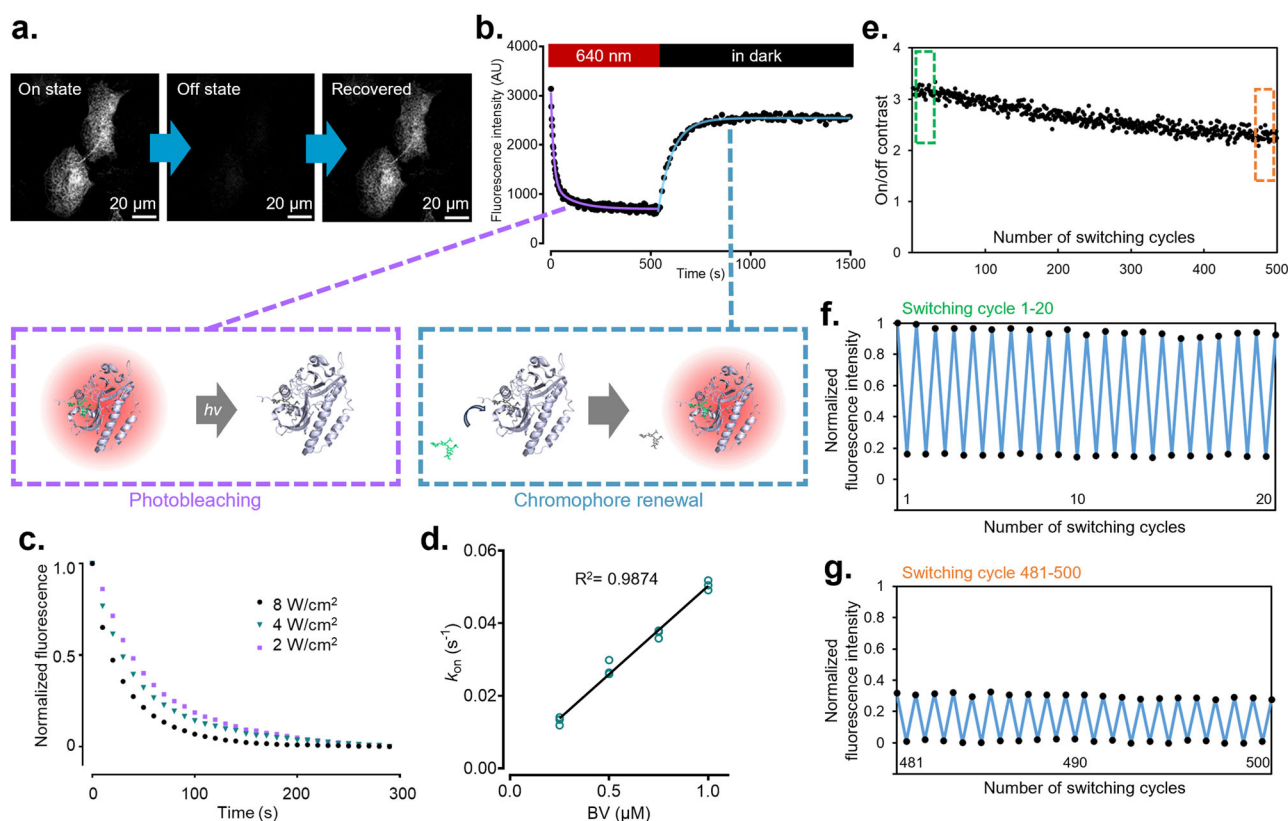 a.
On state
Off state
Recovered
20 µm
20 µm
20 µm
b.
640 nm
in dark
Fluorescence intensity (AU)
4000
3000
2000
1000
0
0
500
1000
1500
Time (s)
hv
Photobleaching
Chromophore renewal
c.
Normalized fluorescence
1.0
0.5
0
8 W/cm²
4 W/cm²
2 W/cm²
0
100
200
300
Time (s)
d.
kon (s⁻¹)
0.06
0.04
0.02
0.00
R²= 0.9874
0.0
0.5
1.0
BV (µM)
e.
On/off contrast
4
3
2
0
Number of switching cycles
100
200
300
400
500
f.
Switching cycle 1-20
Normalized
fluorescence intensity
1
0.8
0.6
0.4
0.2
0
1
10
20
Number of switching cycles
g.
Switching cycle 481-500
Normalized
fluorescence intensity
1
0.8
0.6
0.4
0.2
0
481
490
500
Number of switching cycles